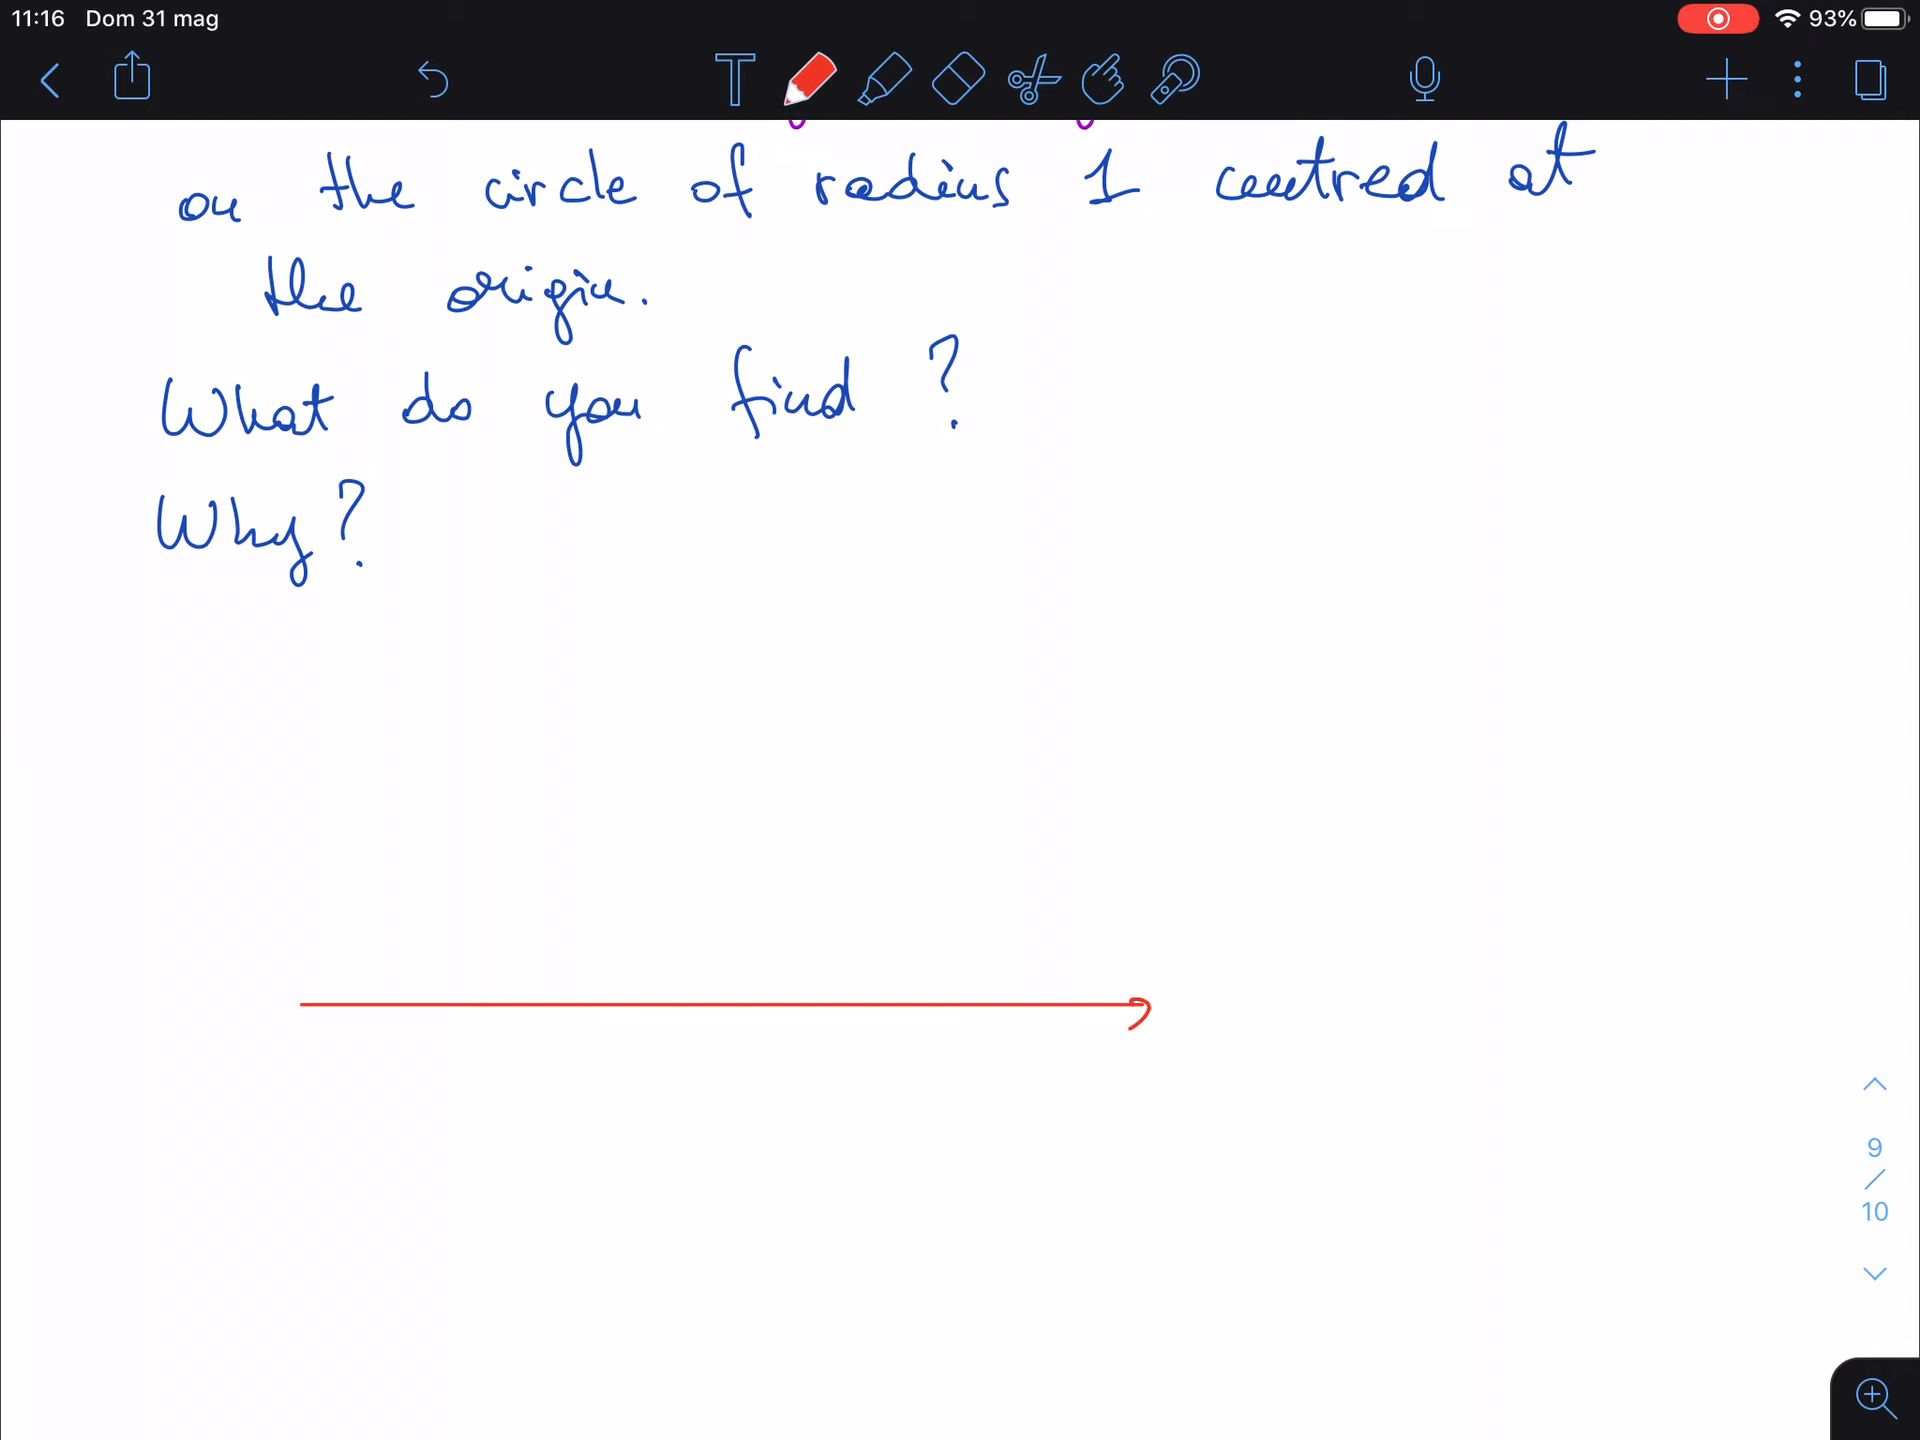 11:16 Dom 31 mag 93%
on the circle of radius 1 centred at
the origin.
What do you find ?
Why?
9
/
10